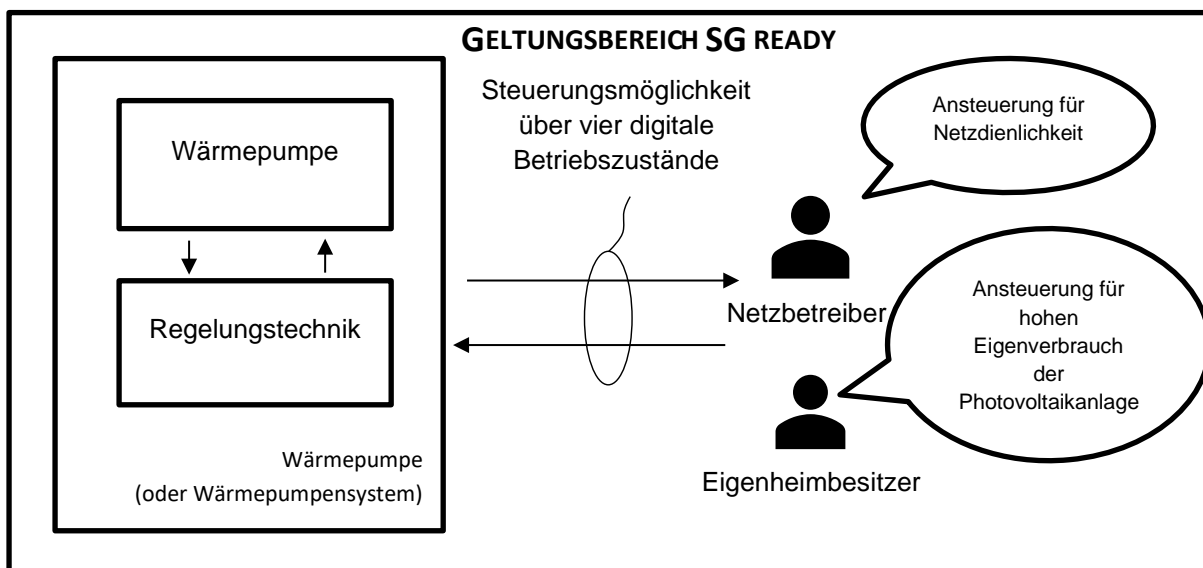 GELTUNGSBEREICH SG READY
Wärmepumpe
Regelungstechnik
Wärmepumpe
(oder Wärmepumpensystem)
Steuerungsmöglichkeit
über vier digitale
Betriebszustände
Ansteuerung für
Netzdienlichkeit
Netzbetreiber
Ansteuerung für
hohen
Eigenverbrauch
der
Photovoltaikanlage
Eigenheimbesitzer